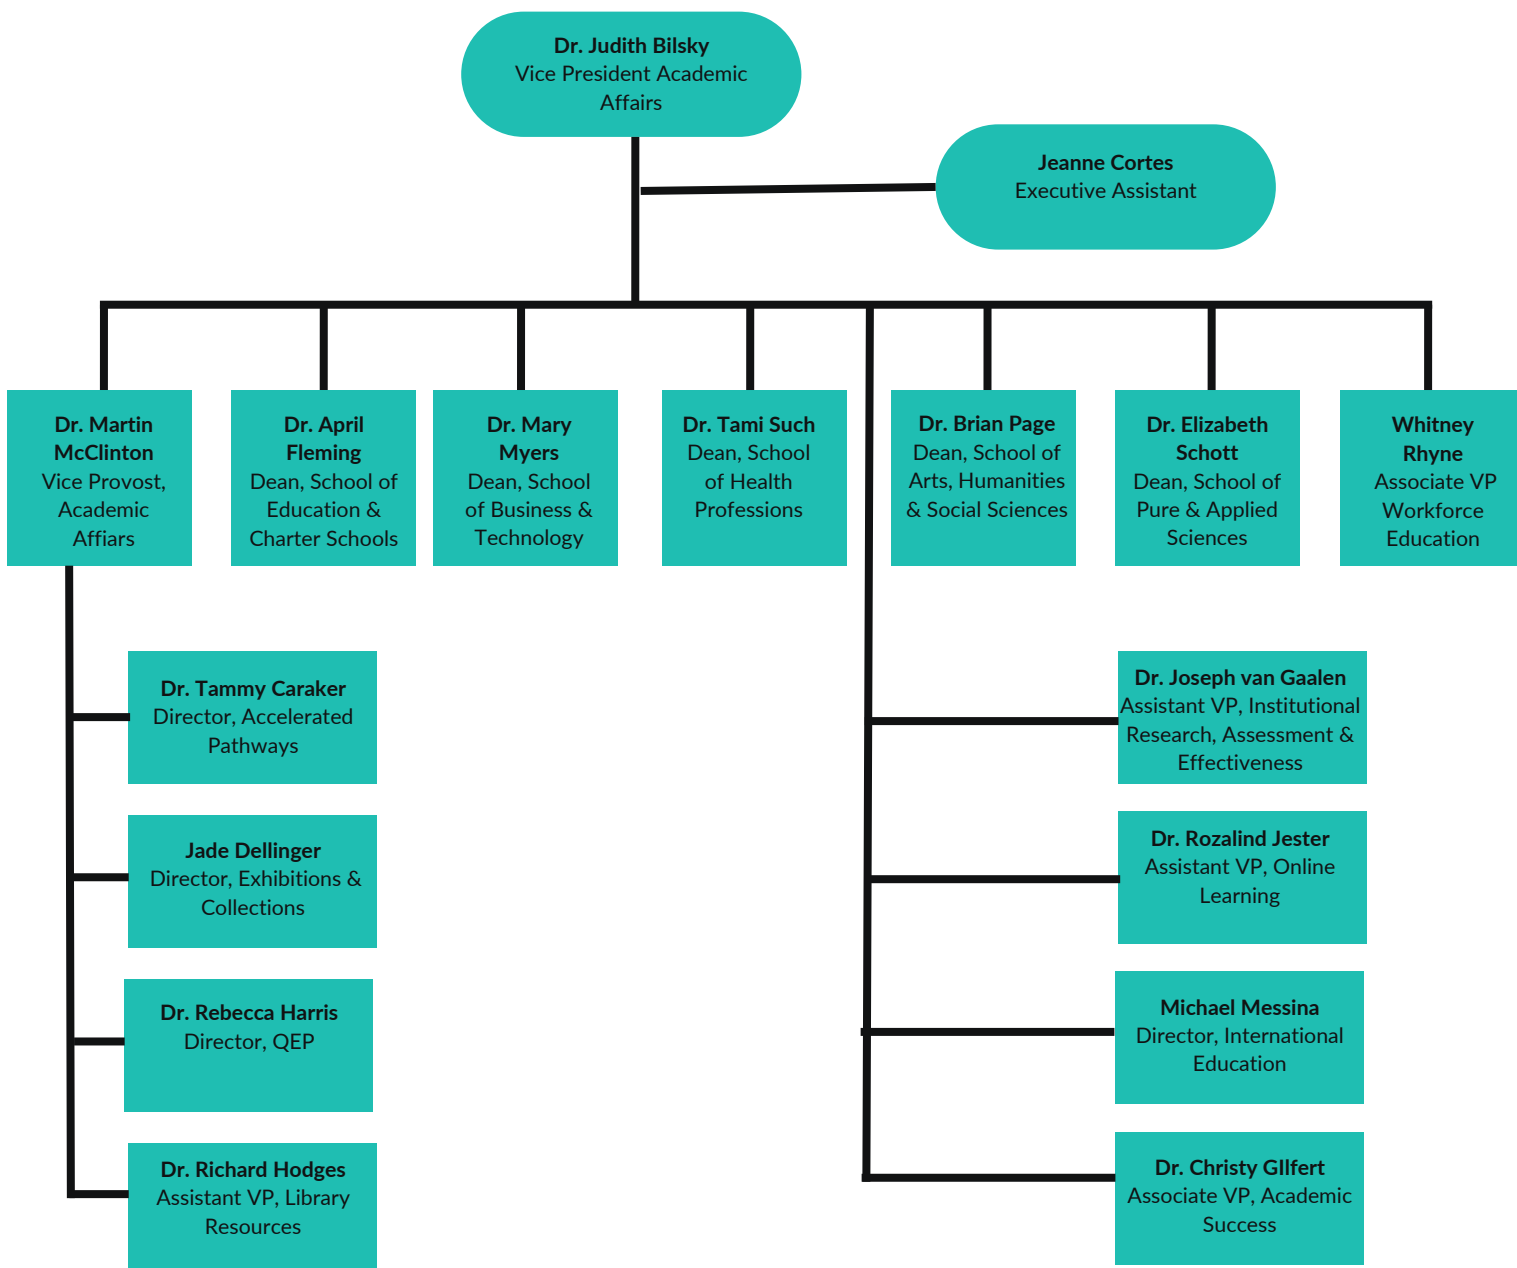 Dr. Judith Bilsky
Vice President Academic
Affairs
Jeanne Cortes
Executive Assistant
Dr. Martin
McClinton
Vice Provost,
Academic
Affiars
Dr. April
Fleming
Dean, School of
Education &
Charter Schools
Dr. Mary
Myers
Dean, School
of Business &
Technology
Dr. Tami Such
Dean, School
of Health
Professions
Dr. Brian Page
Dean, School of
Arts, Humanities
& Social Sciences
Dr. Elizabeth
Schott
Dean, School of
Pure & Applied
Sciences
Whitney
Rhyne
Associate VP
Workforce
Education
Dr. Tammy Caraker
Director, Accelerated
Pathways
Jade Dellinger
Director, Exhibitions &
Collections
Dr. Rebecca Harris
Director, QEP
Dr. Richard Hodges
Assistant VP, Library
Resources
Dr. Joseph van Gaalen
Assistant VP, Institutional
Research, Assessment &
Effectiveness
Dr. Rozalind Jester
Assistant VP, Online
Learning
Michael Messina
Director, International
Education
Dr. Christy GIlfert
Associate VP, Academic
Success